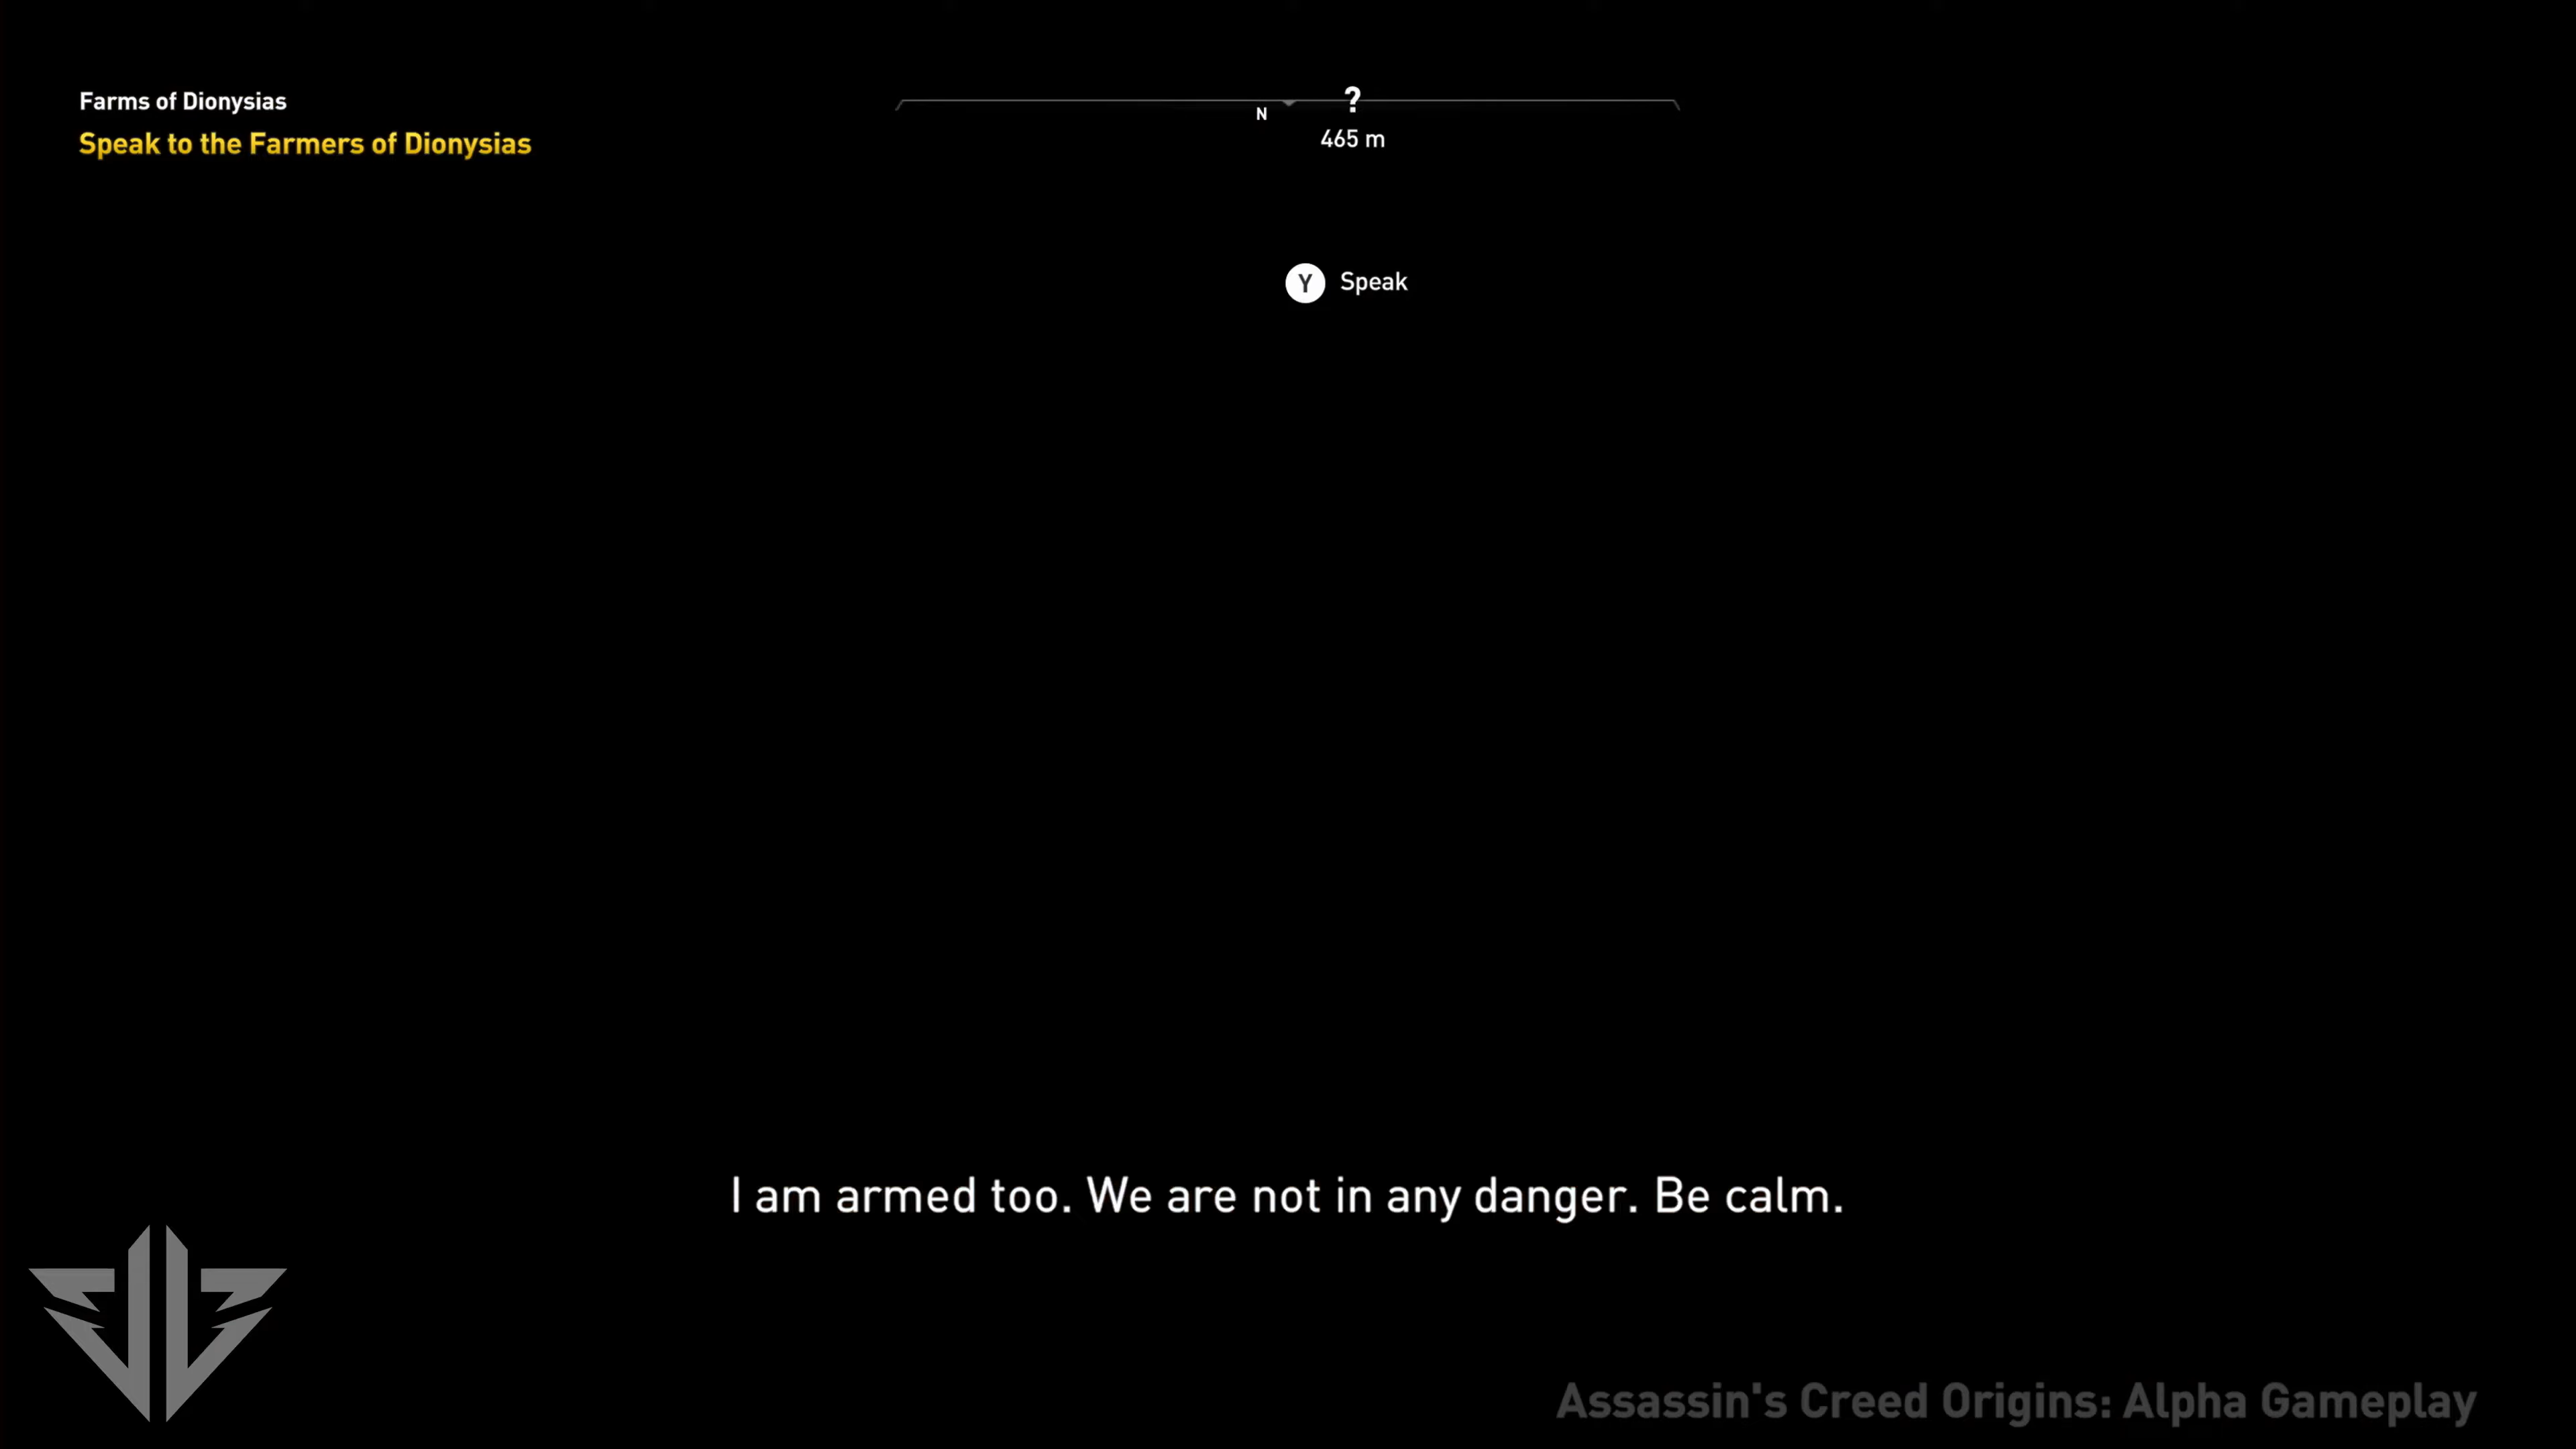 Farms of Dionysias
Speak to the Farmers of Dionysias
?
N
465 m
Y Speak
I am armed too. We are not in any danger. Be calm.
Assassin's Creed Origins: Alpha Gameplay